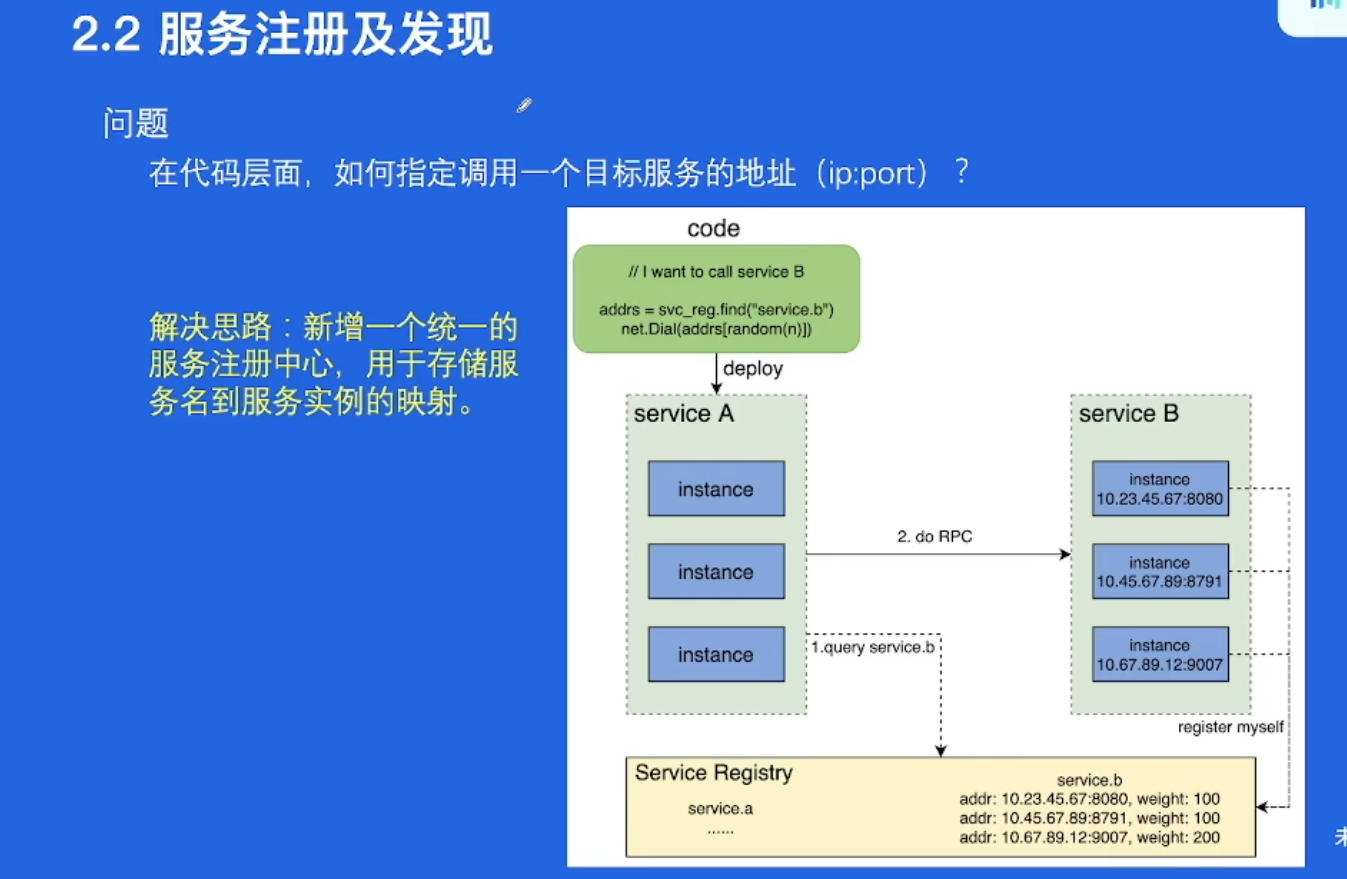 2.2 服务注册及发现
问题
在代码层面，如何指定调用一个目标服务的地址（ip:port）？
解决思路：新增一个统一的
服务注册中心，用于存储服
务名到服务实例的映射。
code
// I want to call service B
addrs = svc_reg.find("service.b")
net.Dial(addrs[random(n)])
deploy
service A
instance
instance
instance
2. do RPC
1.query service.b
service B
instance
10.23.45.67:8080
instance
10.45.67.89:8791
instance
10.67.89.12:9007
register myself
Service Registry
service.a
......
service.b
addr: 10.23.45.67:8080, weight: 100
addr: 10.45.67.89:8791, weight: 100
addr: 10.67.89.12:9007, weight: 200